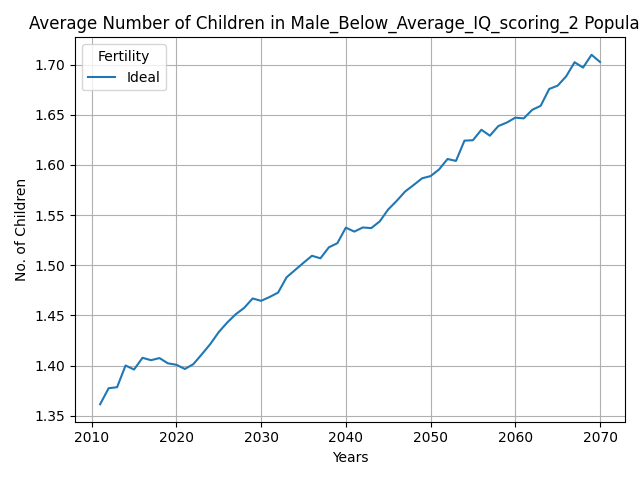 Average Number of Children in Male_Below_Average_IQ_scoring_2 Popula
Fertility
Ideal
1.70
1.65
1.60
1.55
1.50
1.45
1.40
1.35
No. of Children
2010 2020 2030 2040 2050 2060 2070
Years